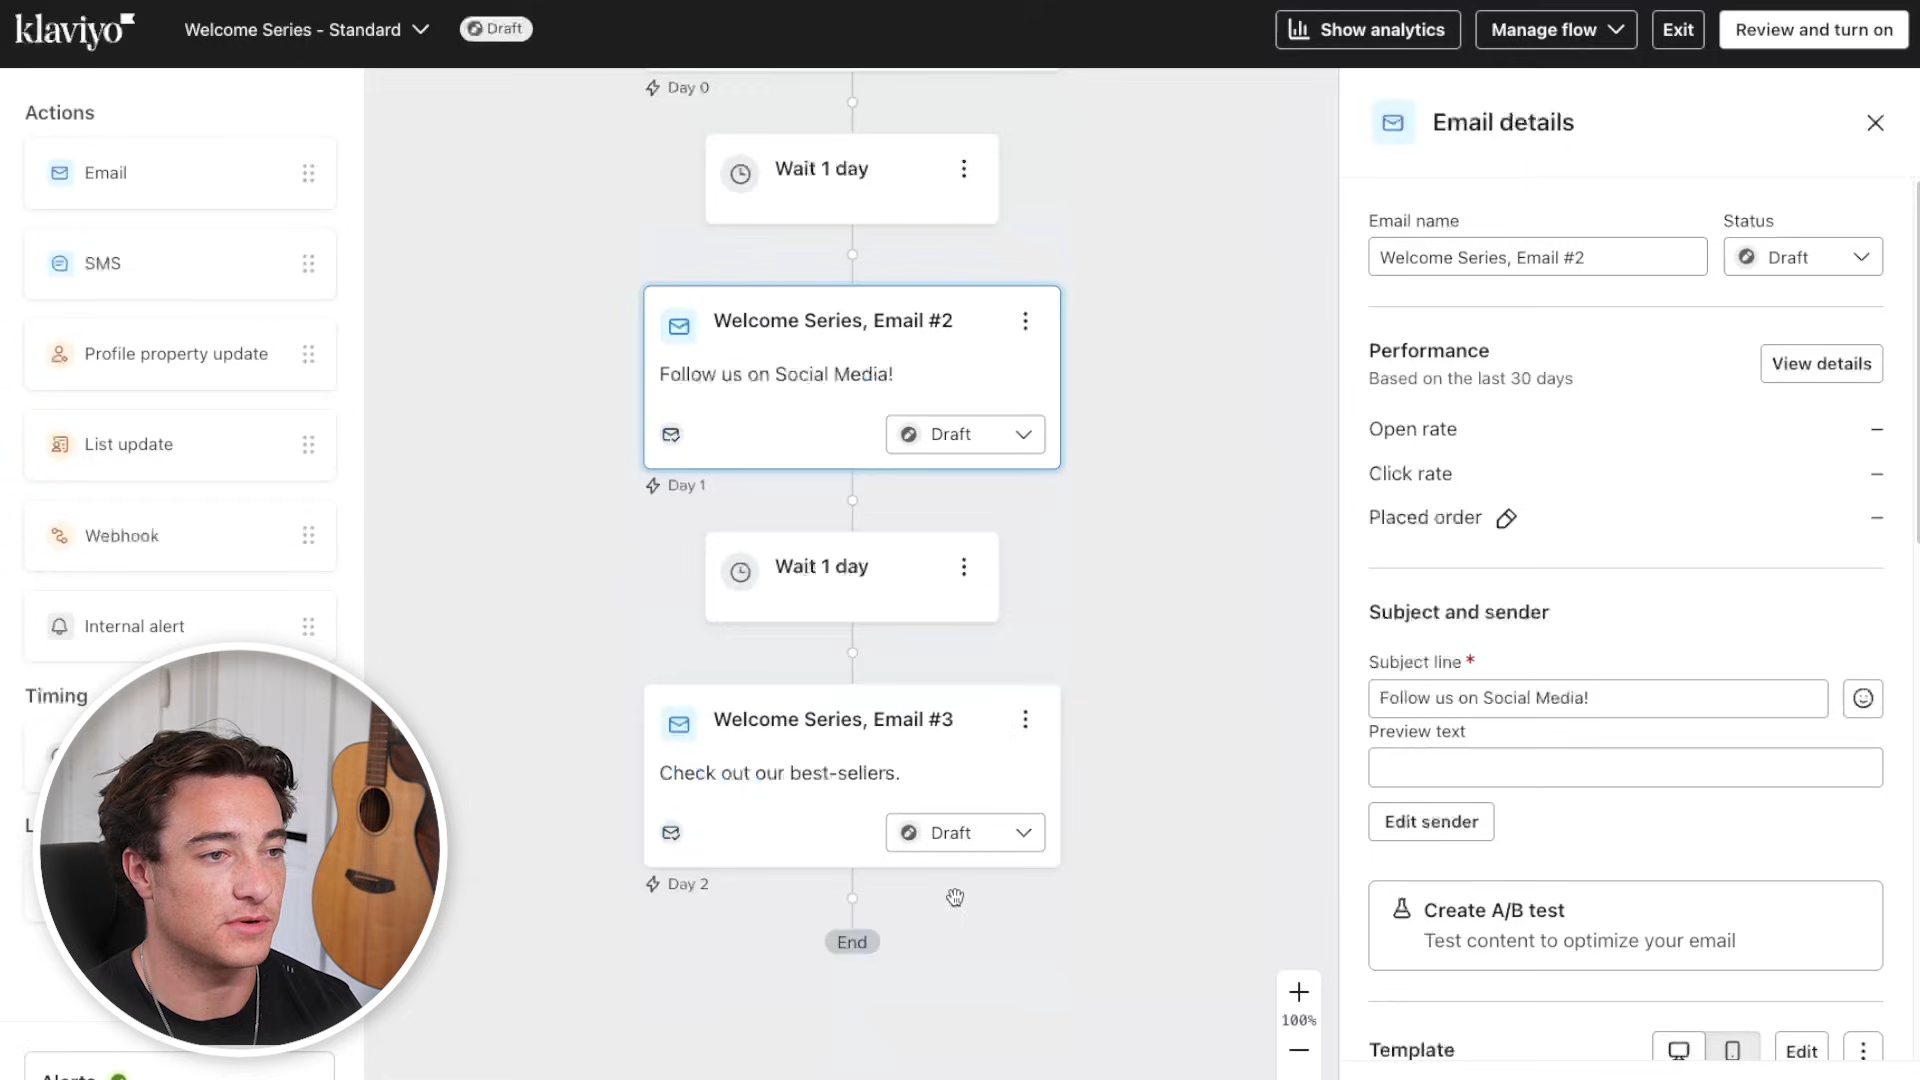 klaviyo
Welcome Series - Standard
Draft
Show analytics
Manage flow
Exit
Review and turn on
Actions
Email
SMS
Profile property update
List update
Webhook
Internal alert
Timing
Day 0
Wait 1 day
Welcome Series, Email #2
Follow us on Social Media!
Draft
Day 1
Wait 1 day
Welcome Series, Email #3
Check out our best-sellers.
Draft
Day 2
End
100%
Email details
Email name
Status
Welcome Series, Email #2
Draft
Performance
View details
Based on the last 30 days
Open rate –
Click rate –
Placed order –
Subject and sender
Subject line *
Follow us on Social Media!
Preview text
Edit sender
Create A/B test
Test content to optimize your email
Template
Edit